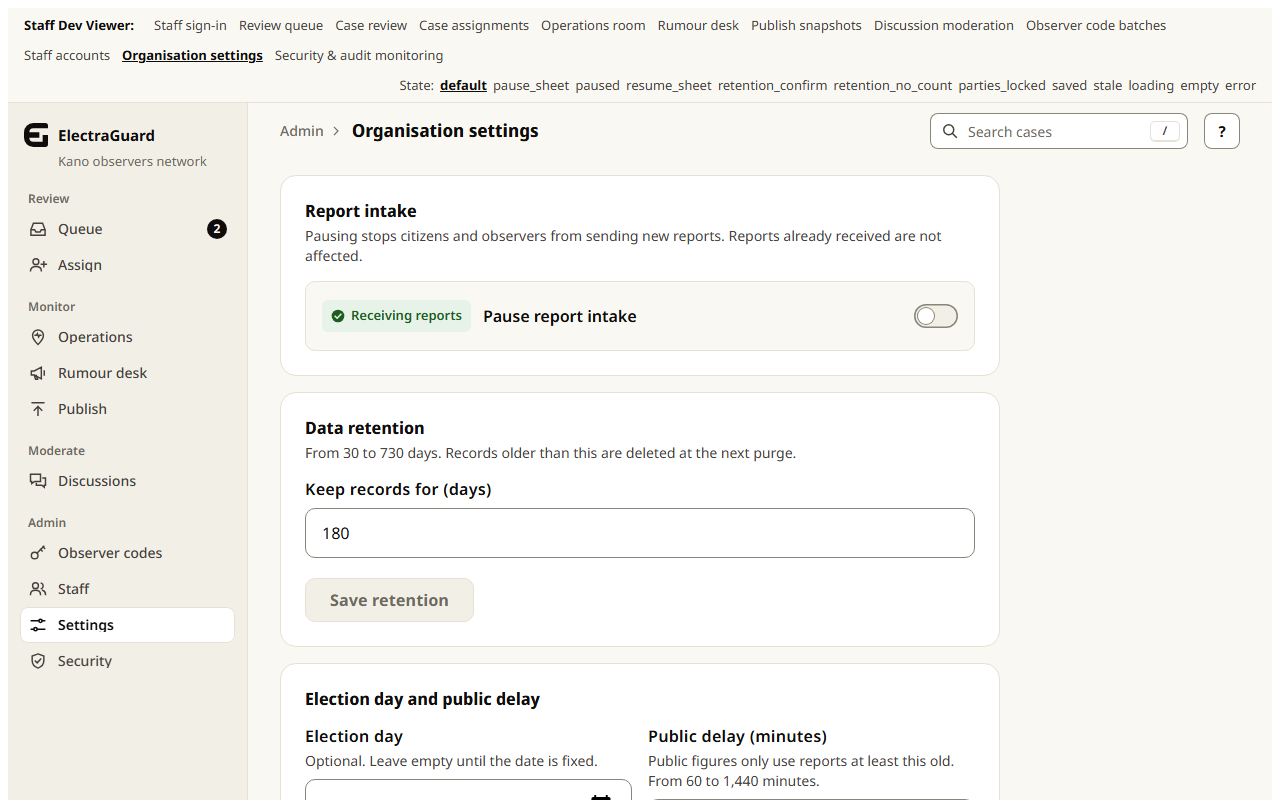 Staff Dev Viewer: Staff sign-in Review queue Case review Case assignments Operations room Rumour desk Publish snapshots Discussion moderation Observer code batches
Staff accounts Organisation settings Security & audit monitoring
State: default pause_sheet paused resume_sheet retention_confirm retention_no_count parties_locked saved stale loading empty error
ElectraGuard
Kano observers network
Review
Queue 2
Assign
Monitor
Operations
Rumour desk
Publish
Moderate
Discussions
Admin
Observer codes
Staff
Settings
Security
Admin > Organisation settings
Search cases /
?
Report intake
Pausing stops citizens and observers from sending new reports. Reports already received are not
affected.
Receiving reports Pause report intake
Data retention
From 30 to 730 days. Records older than this are deleted at the next purge.
Keep records for (days)
180
Save retention
Election day and public delay
Election day
Optional. Leave empty until the date is fixed.
Public delay (minutes)
Public figures only use reports at least this old.
From 60 to 1,440 minutes.